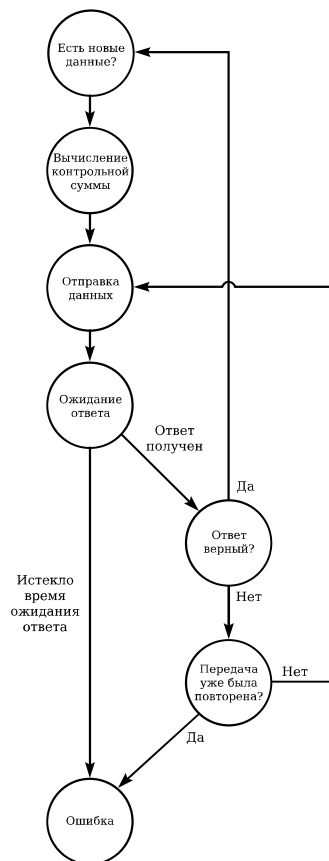 Есть новые
данные?
Вычисление
контрольной
суммы
Отправка
данных
Ожидание
ответа
Ответ
получен
Да
Ответ
верный?
Истекло
время
ожидания
ответа
Нет
Передача
уже была
повторена?
Нет
Да
Ошибка